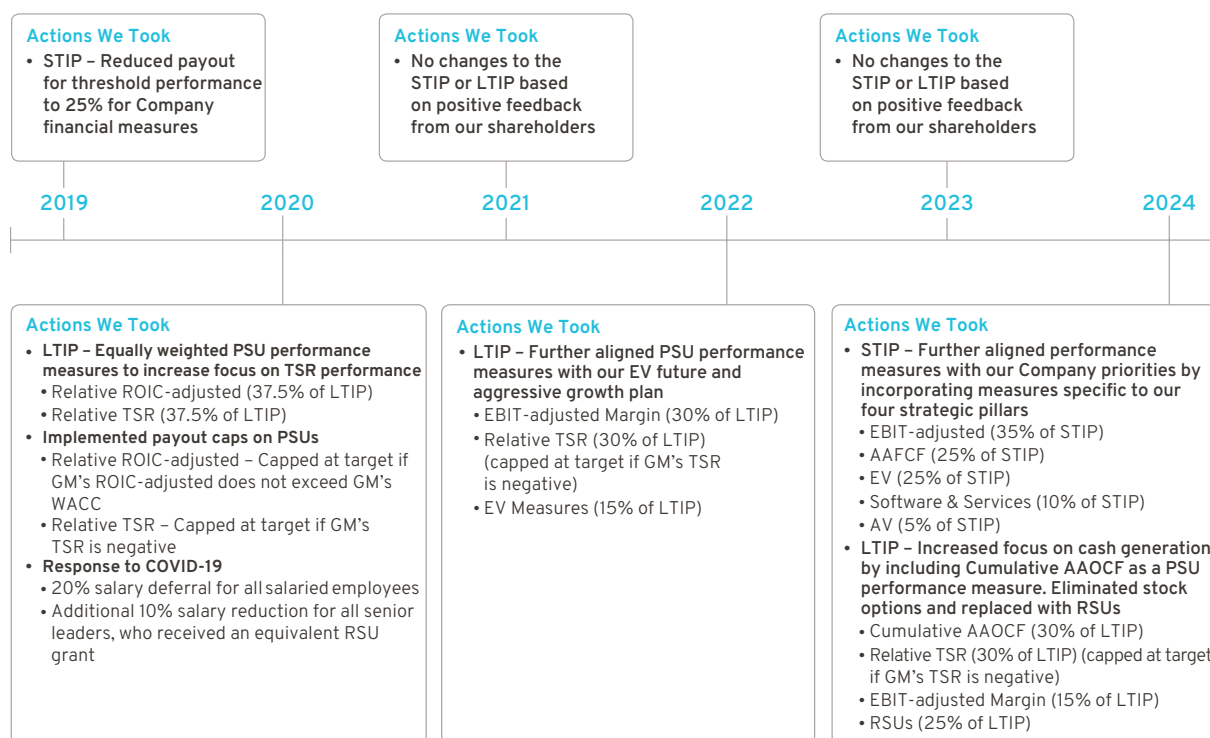 Actions We Took
• STIP – Reduced payout
for threshold performance
to 25% for Company
financial measures
Actions We Took
• No changes to the
STIP or LTIP based
on positive feedback
from our shareholders
Actions We Took
• No changes to the
STIP or LTIP based
on positive feedback
from our shareholders
2019
2020
2021
2022
2023
2024
Actions We Took
• LTIP – Equally weighted PSU performance
measures to increase focus on TSR performance
• Relative ROIC-adjusted (37.5% of LTIP)
• Relative TSR (37.5% of LTIP)
• Implemented payout caps on PSUs
• Relative ROIC-adjusted – Capped at target if
GM's ROIC-adjusted does not exceed GM's
WACC
• Relative TSR – Capped at target if GM's
TSR is negative
• Response to COVID-19
• 20% salary deferral for all salaried employees
• Additional 10% salary reduction for all senior
leaders, who received an equivalent RSU
grant
Actions We Took
• LTIP – Further aligned PSU performance
measures with our EV future and
aggressive growth plan
• EBIT-adjusted Margin (30% of LTIP)
• Relative TSR (30% of LTIP)
(capped at target if GM's TSR
is negative)
• EV Measures (15% of LTIP)
Actions We Took
• STIP – Further aligned performance
measures with our Company priorities by
incorporating measures specific to our
four strategic pillars
• EBIT-adjusted (35% of STIP)
• AAFCF (25% of STIP)
• EV (25% of STIP)
• Software & Services (10% of STIP)
• AV (5% of STIP)
• LTIP – Increased focus on cash generation
by including Cumulative AAOCF as a PSU
performance measure. Eliminated stock
options and replaced with RSUs
• Cumulative AAOCF (30% of LTIP)
• Relative TSR (30% of LTIP) (capped at target
if GM's TSR is negative)
• EBIT-adjusted Margin (15% of LTIP)
• RSUs (25% of LTIP)